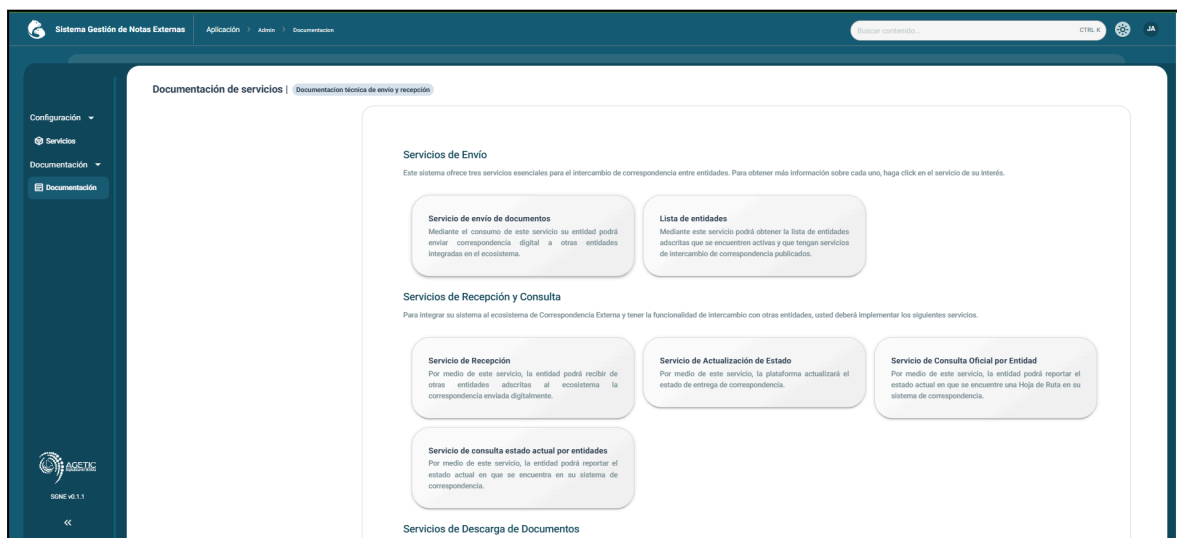 Sistema Gestión de Notas Externas
Aplicación > Admin > Documentacion
Buscar contenido...
CTRL K
JA
Documentación de servicios | Documentacion técnica de envío y recepción
Configuración
Servicios
Documentación
Documentación
Servicios de Envío
Este sistema ofrece tres servicios esenciales para el intercambio de correspondencia entre entidades. Para obtener más información sobre cada uno, haga click en el servicio de su interés.
Servicio de envío de documentos
Mediante el consumo de este servicio su entidad podrá
enviar correspondencia digital a otras entidades
integradas en el ecosistema.
Lista de entidades
Mediante este servicio podrá obtener la lista de entidades
adscritas que se encuentren activas y que tengan servicios
de intercambio de correspondencia publicados.
Servicios de Recepción y Consulta
Para integrar su sistema al ecosistema de Correspondencia Externa y tener la funcionalidad de intercambio con otras entidades, usted deberá implementar los siguientes servicios.
Servicio de Recepción
Por medio de este servicio, la entidad podrá recibir de
otras entidades adscritas al ecosistema la
correspondencia enviada digitalmente.
Servicio de Actualización de Estado
Por medio de este servicio, la plataforma actualizará el
estado de entrega de correspondencia.
Servicio de Consulta Oficial por Entidad
Por medio de este servicio, la entidad podrá reportar el
estado actual en que se encuentre una Hoja de Ruta en su
sistema de correspondencia.
Servicio de consulta estado actual por entidades
Por medio de este servicio, la entidad podrá reportar el
estado actual en que se encuentra en su sistema de
correspondencia.
Servicios de Descarga de Documentos
AGETIC
SGNE v0.1.1